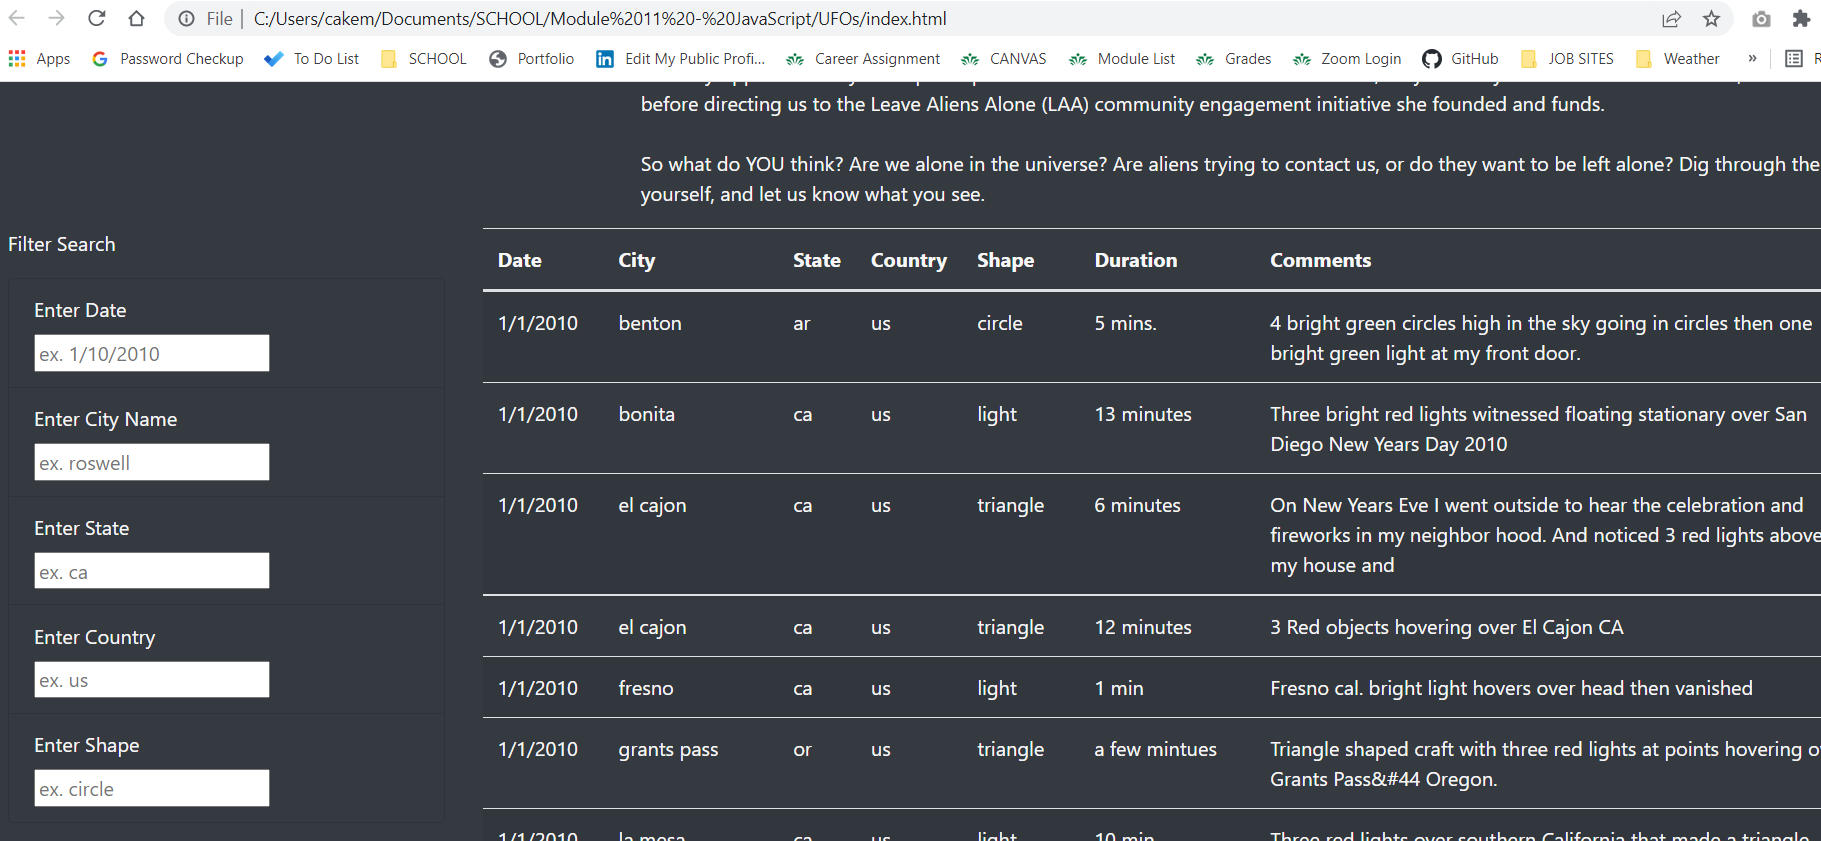 File C:/Users/cakem/Documents/SCHOOL/Module%2011%20-%20JavaScript/UFOs/index.html
Apps Password Checkup To Do List SCHOOL Portfolio Edit My Public Profi... Career Assignment CANVAS Module List Grades Zoom Login GitHub JOB SITES Weather »
before directing us to the Leave Aliens Alone (LAA) community engagement initiative she founded and funds.
So what do YOU think? Are we alone in the universe? Are aliens trying to contact us, or do they want to be left alone? Dig through the
yourself, and let us know what you see.
Filter Search
Enter Date
ex. 1/10/2010
Enter City Name
ex. roswell
Enter State
ex. ca
Enter Country
ex. us
Enter Shape
ex. circle
Date City State Country Shape Duration Comments
1/1/2010 benton ar us circle 5 mins. 4 bright green circles high in the sky going in circles then one
bright green light at my front door.
1/1/2010 bonita ca us light 13 minutes Three bright red lights witnessed floating stationary over San
Diego New Years Day 2010
1/1/2010 el cajon ca us triangle 6 minutes On New Years Eve I went outside to hear the celebration and
fireworks in my neighbor hood. And noticed 3 red lights above
my house and
1/1/2010 el cajon ca us triangle 12 minutes 3 Red objects hovering over El Cajon CA
1/1/2010 fresno ca us light 1 min Fresno cal. bright light hovers over head then vanished
1/1/2010 grants pass or us triangle a few mintues Triangle shaped craft with three red lights at points hovering
Grants Pass&#44 Oregon.
1/1/2010 la mesa ca us light 10 min Three red lights over southern California that made a triangle